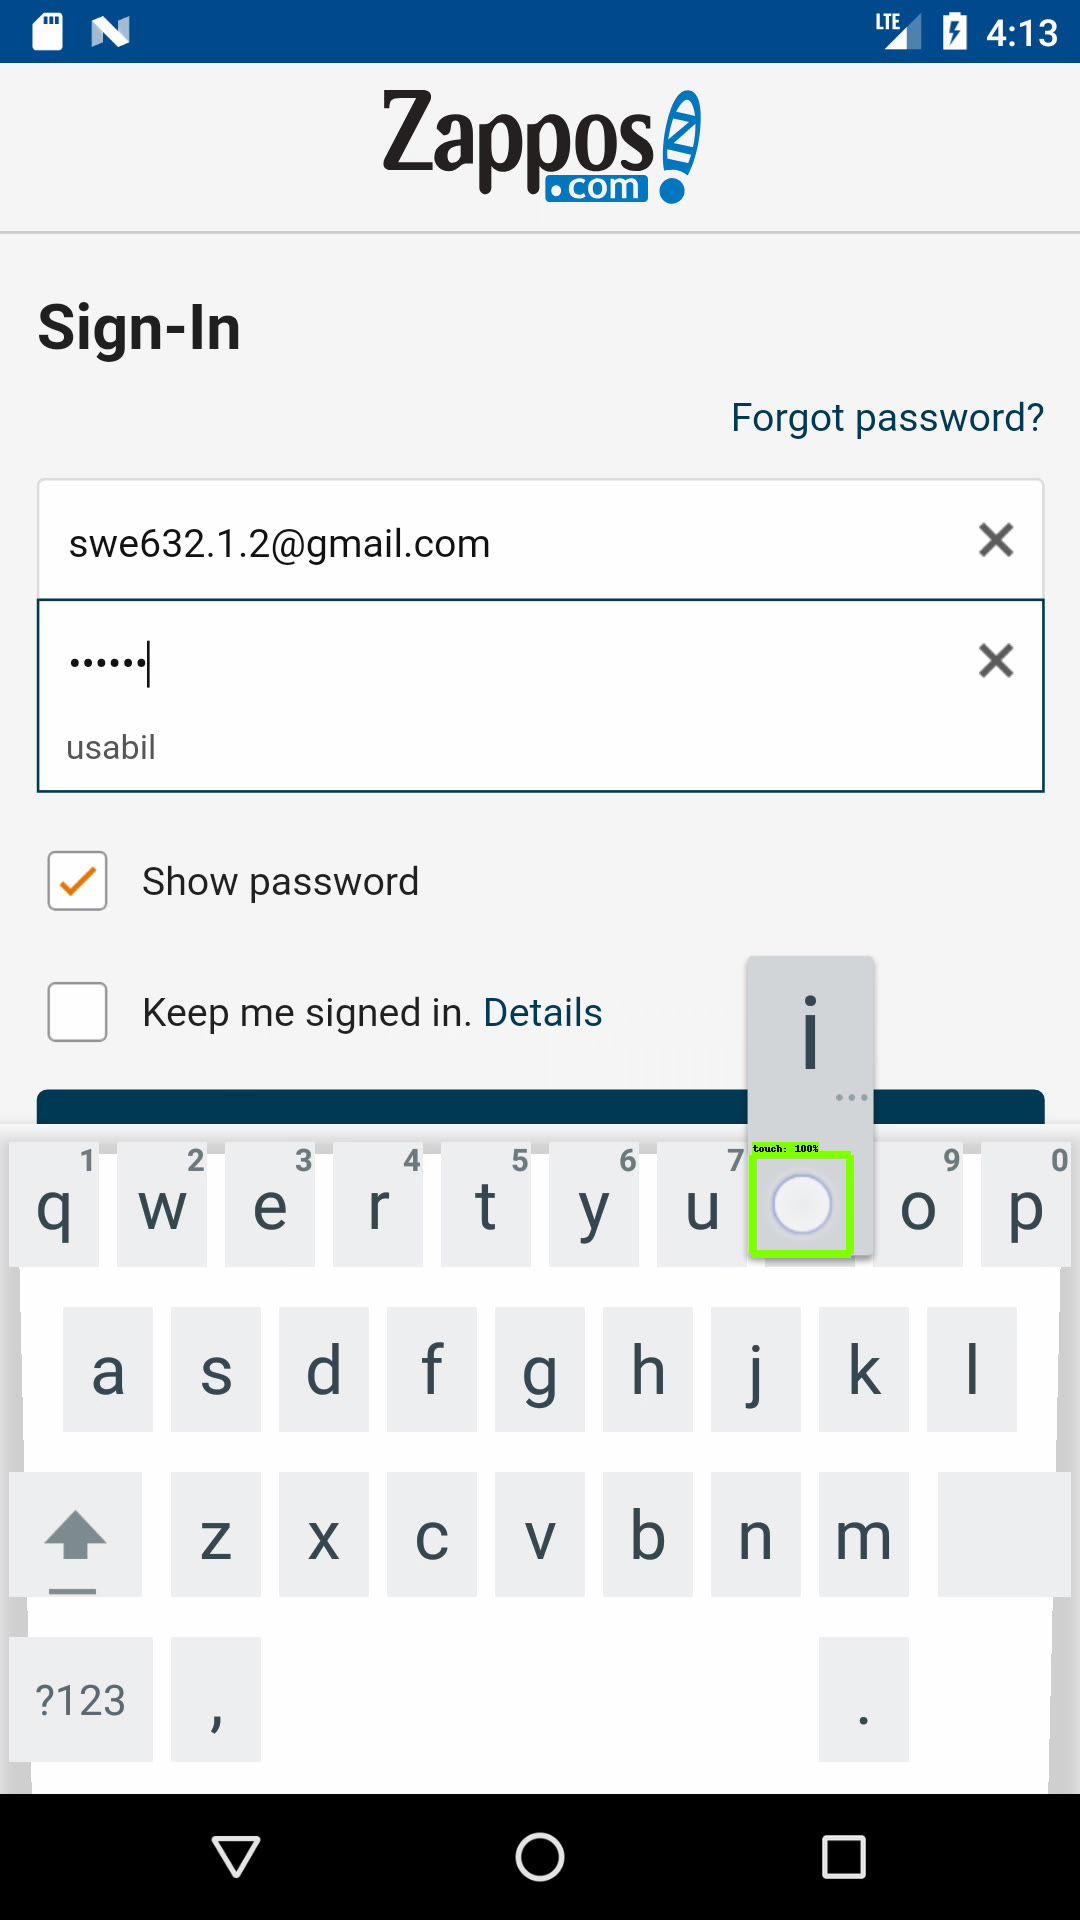 LTE 4:13
Zappos
.com
Sign-In
Forgot password?
swe632.1.2@gmail.com
••••••
usabil
Show password
Keep me signed in. Details
i
...
touch: 100%
1 2 3 4 5 6 7 9 0
q w e r t y u o p
a s d f g h j k l
z x c v b n m
?123 , .